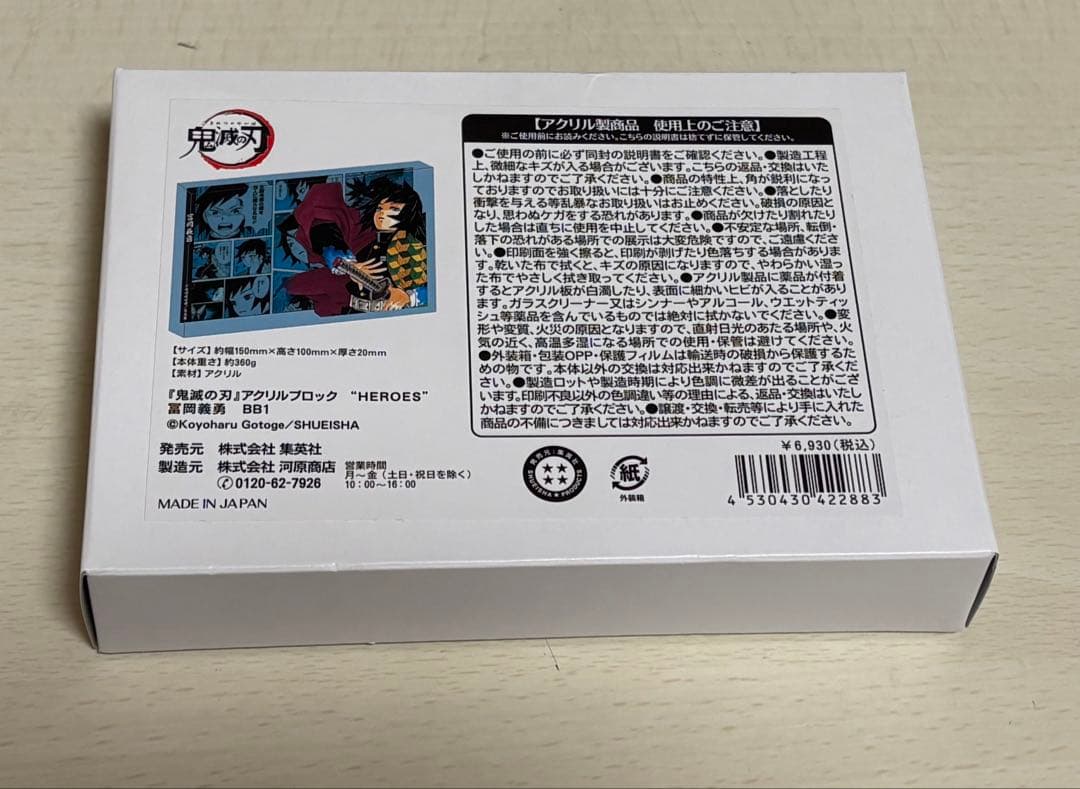 鬼滅の刃
冨岡義勇
【サイズ】約幅150mm×高さ100mm×厚さ20mm
【本体重さ】約360g
【素材】アクリル
『鬼滅の刃』アクリルブロック “HEROES”
冨岡義勇 BB1
©Koyoharu Gotoge/SHUEISHA
発売元 株式会社 集英社
製造元 株式会社 河原商店
0120-62-7926
営業時間
月～金（土日・祝日を除く）
10：00～16：00
MADE IN JAPAN
【アクリル製商品 使用上のご注意】
※ご使用前にお読みください。こちらの説明書は捨てずに保管してください。
●ご使用の前に必ず同封の説明書をご確認ください。●製造工程
上、微細なキズが入る場合がございます。こちらの返品・交換はいた
しかねますのでご了承ください。●商品の特性上、角が鋭利になっ
ておりますのでお取り扱いには十分にご注意ください。●落としたり
衝撃を与える等乱暴なお取り扱いはお止めください。破損の原因と
なり、思わぬケガをする恐れがあります。●商品が欠けたり割れたり
した場合は直ちに使用を中止してください。●不安定な場所、転倒・
落下の恐れがある場所での展示は大変危険ですので、ご遠慮くださ
い。●印刷面を強く擦ると、印刷が剥げたり色落ちする場合がありま
す。乾いた布で拭くと、キズの原因になりますので、やわらかい湿っ
た布でやさしく拭き取ってください。●アクリル製品に薬品が付着
するとアクリル板が白濁したり、表面に細かいヒビが入ることがあり
ます。ガラスクリーナー又はシンナーやアルコール、ウエットティッ
シュ等薬品を含んでいるものでは絶対に拭かないでください。●変
形や変質、火災の原因となりますので、直射日光のあたる場所や、火
気の近く、高温多湿になる場所での使用・保管は避けてください。
●外装箱・包装OPP・保護フィルムは輸送時の破損から保護するた
めの物です。本体以外の交換は対応出来かねますのでご了承くださ
い。●製造ロットや製造時期により色調に微差が出ることがござい
ます。印刷不良以外の色調違い等の理由による、返品・交換はいたし
かねますのでご了承ください。●譲渡・交換・転売等により手に入れた
商品の不備につきましては対応出来かねますのでご了承ください。
￥6,930（税込）
発売元：集英社
SHUEISHA PRODUCTS
紙
外装箱
4 530430 422883